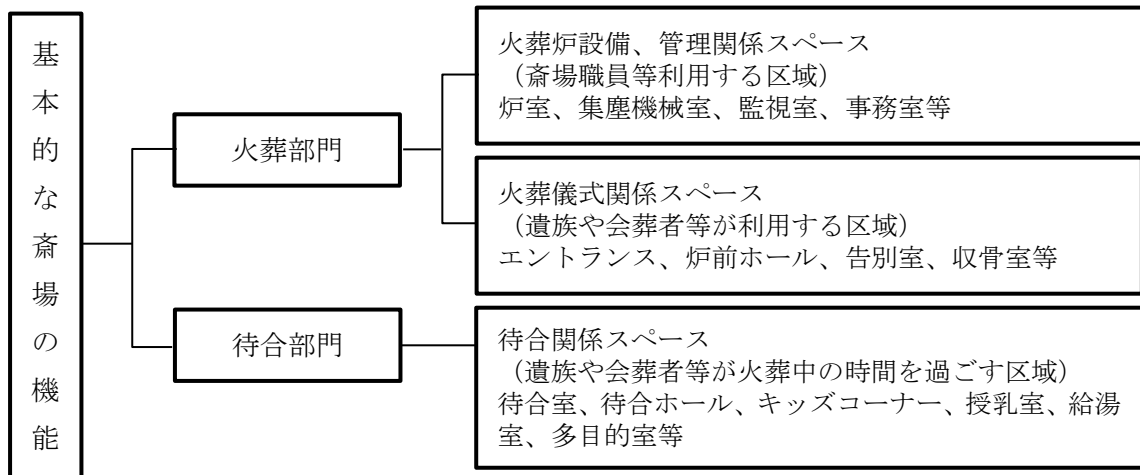 基本的な斎場の機能
火葬部門
火葬炉設備、管理関係スペース
（斎場職員等利用する区域）
炉室、集塵機械室、監視室、事務室等
火葬儀式関係スペース
（遺族や会葬者等が利用する区域）
エントランス、炉前ホール、告別室、収骨室等
待合部門
待合関係スペース
（遺族や会葬者等が火葬中の時間を過ごす区域）
待合室、待合ホール、キッズコーナー、授乳室、給湯
室、多目的室等